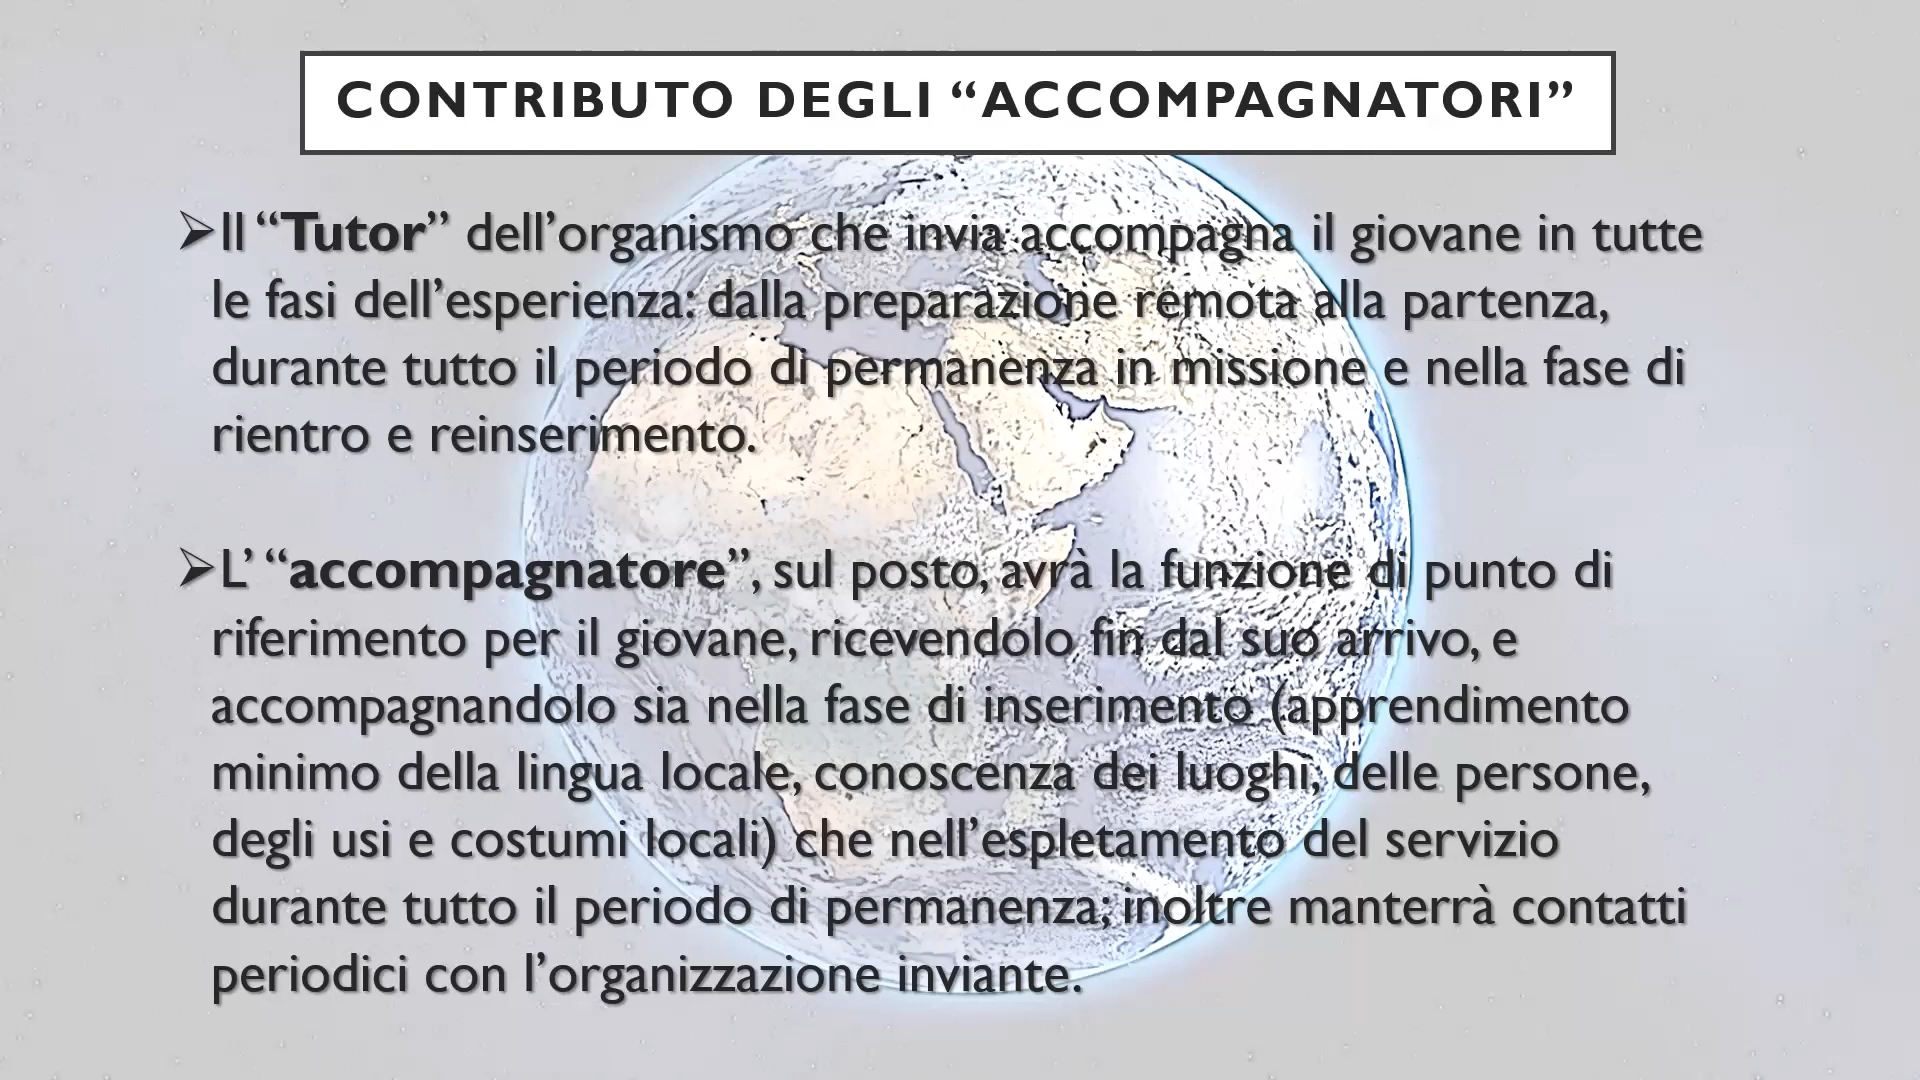 CONTRIBUTO DEGLI “ACCOMPAGNATORI”
➢Il “Tutor” dell’organismo che invia accompagna il giovane in tutte
le fasi dell’esperienza: dalla preparazione remota alla partenza,
durante tutto il periodo di permanenza in missione e nella fase di
rientro e reinserimento.
➢L’ “accompagnatore”, sul posto, avrà la funzione di punto di
riferimento per il giovane, ricevendolo fin dal suo arrivo, e
accompagnandolo sia nella fase di inserimento (apprendimento
minimo della lingua locale, conoscenza dei luoghi, delle persone,
degli usi e costumi locali) che nell’espletamento del servizio
durante tutto il periodo di permanenza; inoltre manterrà contatti
periodici con l’organizzazione inviante.